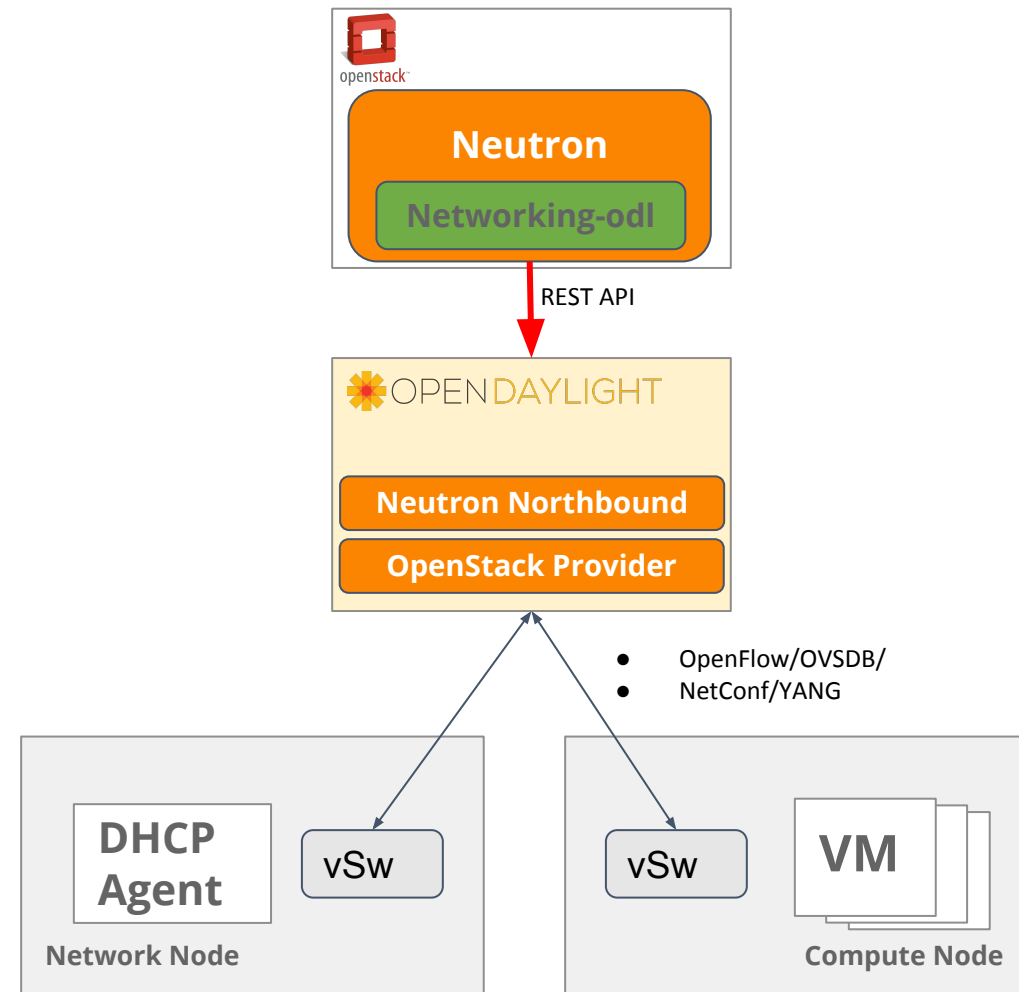 openstack™
Neutron
Networking-odl
REST API
OPENDAYLIGHT
Neutron Northbound
OpenStack Provider
● OpenFlow/OVSDB/
● NetConf/YANG
DHCP
Agent
vSw
Network Node
vSw
VM
Compute Node